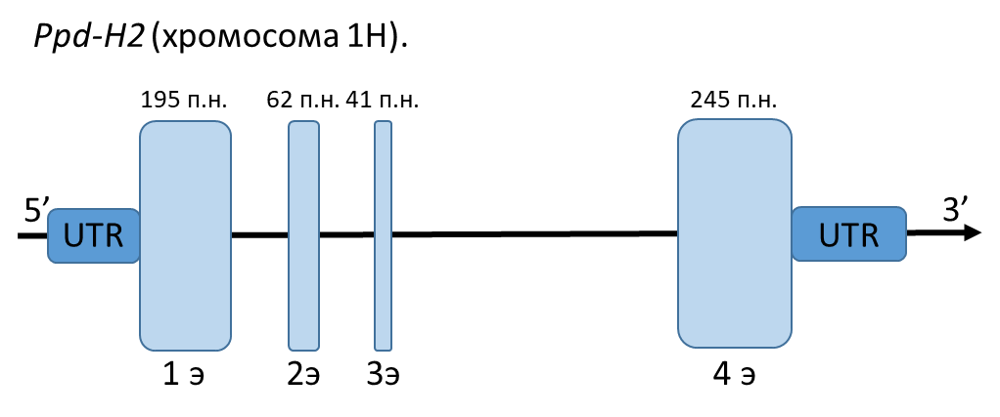 Ppd-H2 (хромосома 1Н).
195 п.н. 62 п.н. 41 п.н. 245 п.н.
5’ 3’
UTR UTR
1 э 2э 3э 4 э